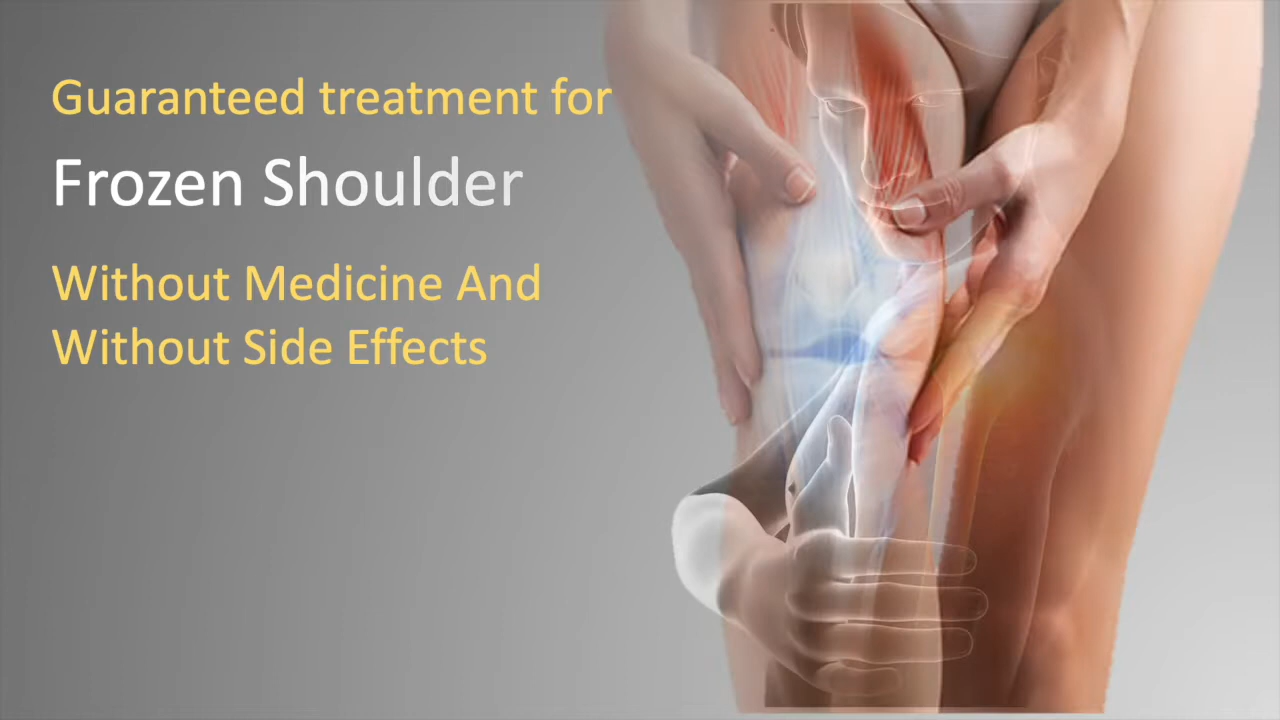 Guaranteed treatment for
Frozen Shoulder
Without Medicine And
Without Side Effects